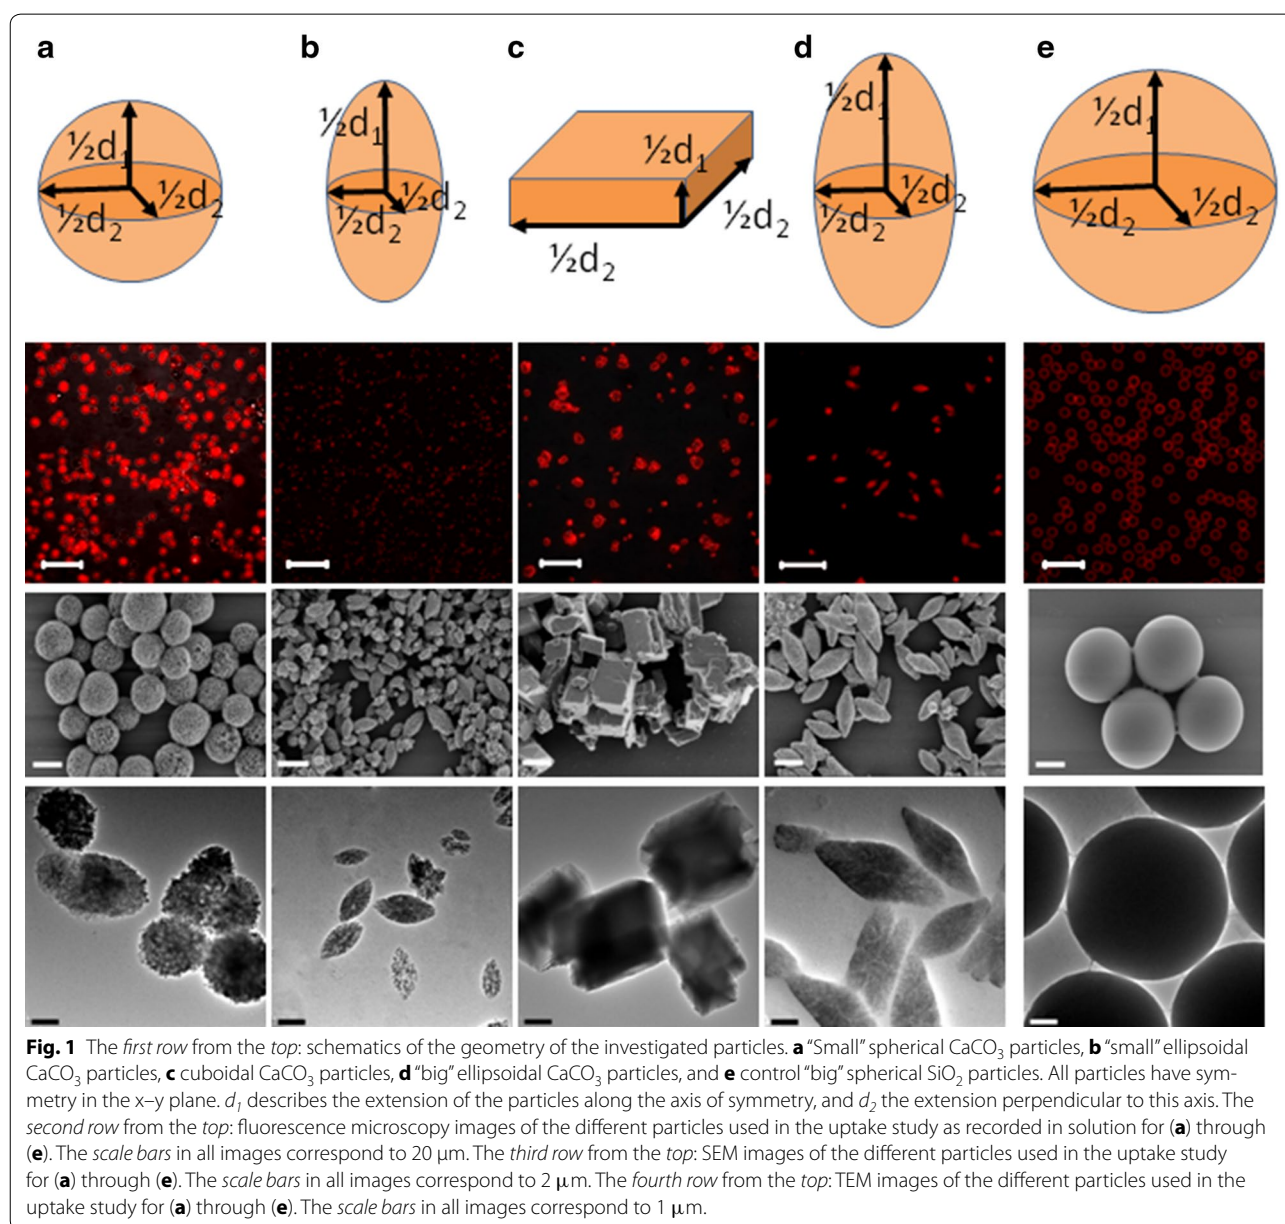 a b c d e
½d1 ½d2 ½d2
½d1 ½d2 ½d2
½d1 ½d2 ½d2
½d1 ½d2 ½d2
½d1 ½d2 ½d2
Fig. 1 The first row from the top: schematics of the geometry of the investigated particles. a “Small” spherical CaCO3 particles, b “small” ellipsoidal
CaCO3 particles, c cuboidal CaCO3 particles, d “big” ellipsoidal CaCO3 particles, and e control “big” spherical SiO2 particles. All particles have sym-
metry in the x–y plane. d1 describes the extension of the particles along the axis of symmetry, and d2 the extension perpendicular to this axis. The
second row from the top: fluorescence microscopy images of the different particles used in the uptake study as recorded in solution for (a) through
(e). The scale bars in all images correspond to 20 µm. The third row from the top: SEM images of the different particles used in the uptake study
for (a) through (e). The scale bars in all images correspond to 2 μm. The fourth row from the top: TEM images of the different particles used in the
uptake study for (a) through (e). The scale bars in all images correspond to 1 μm.